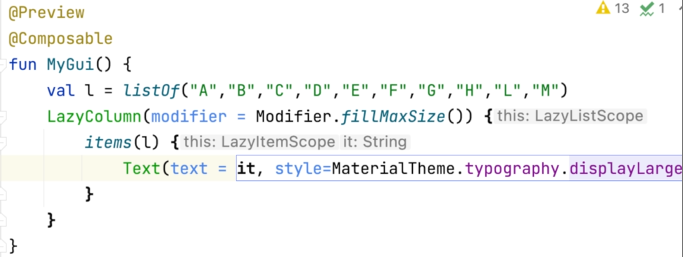 @Preview 13 1
@Composable
fun MyGui() {
val l = listOf("A","B","C","D","E","F","G","H","L","M")
LazyColumn(modifier = Modifier.fillMaxSize()) { this: LazyListScope
items(l) { this: LazyItemScope it: String
Text(text = it, style=MaterialTheme.typography.displayLarge
}
}
}